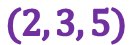 (2, 3, 5)